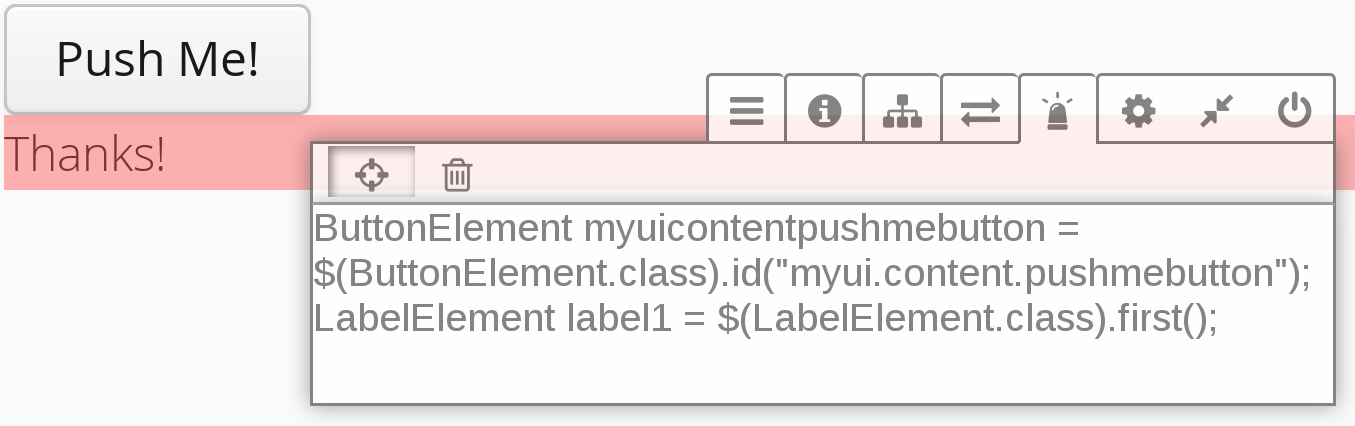 Push Me!
Thanks!
ButtonElement myuicontentpushmebutton =
$(ButtonElement.class).id("myui.content.pushmebutton");
LabelElement label1 = $(LabelElement.class).first();